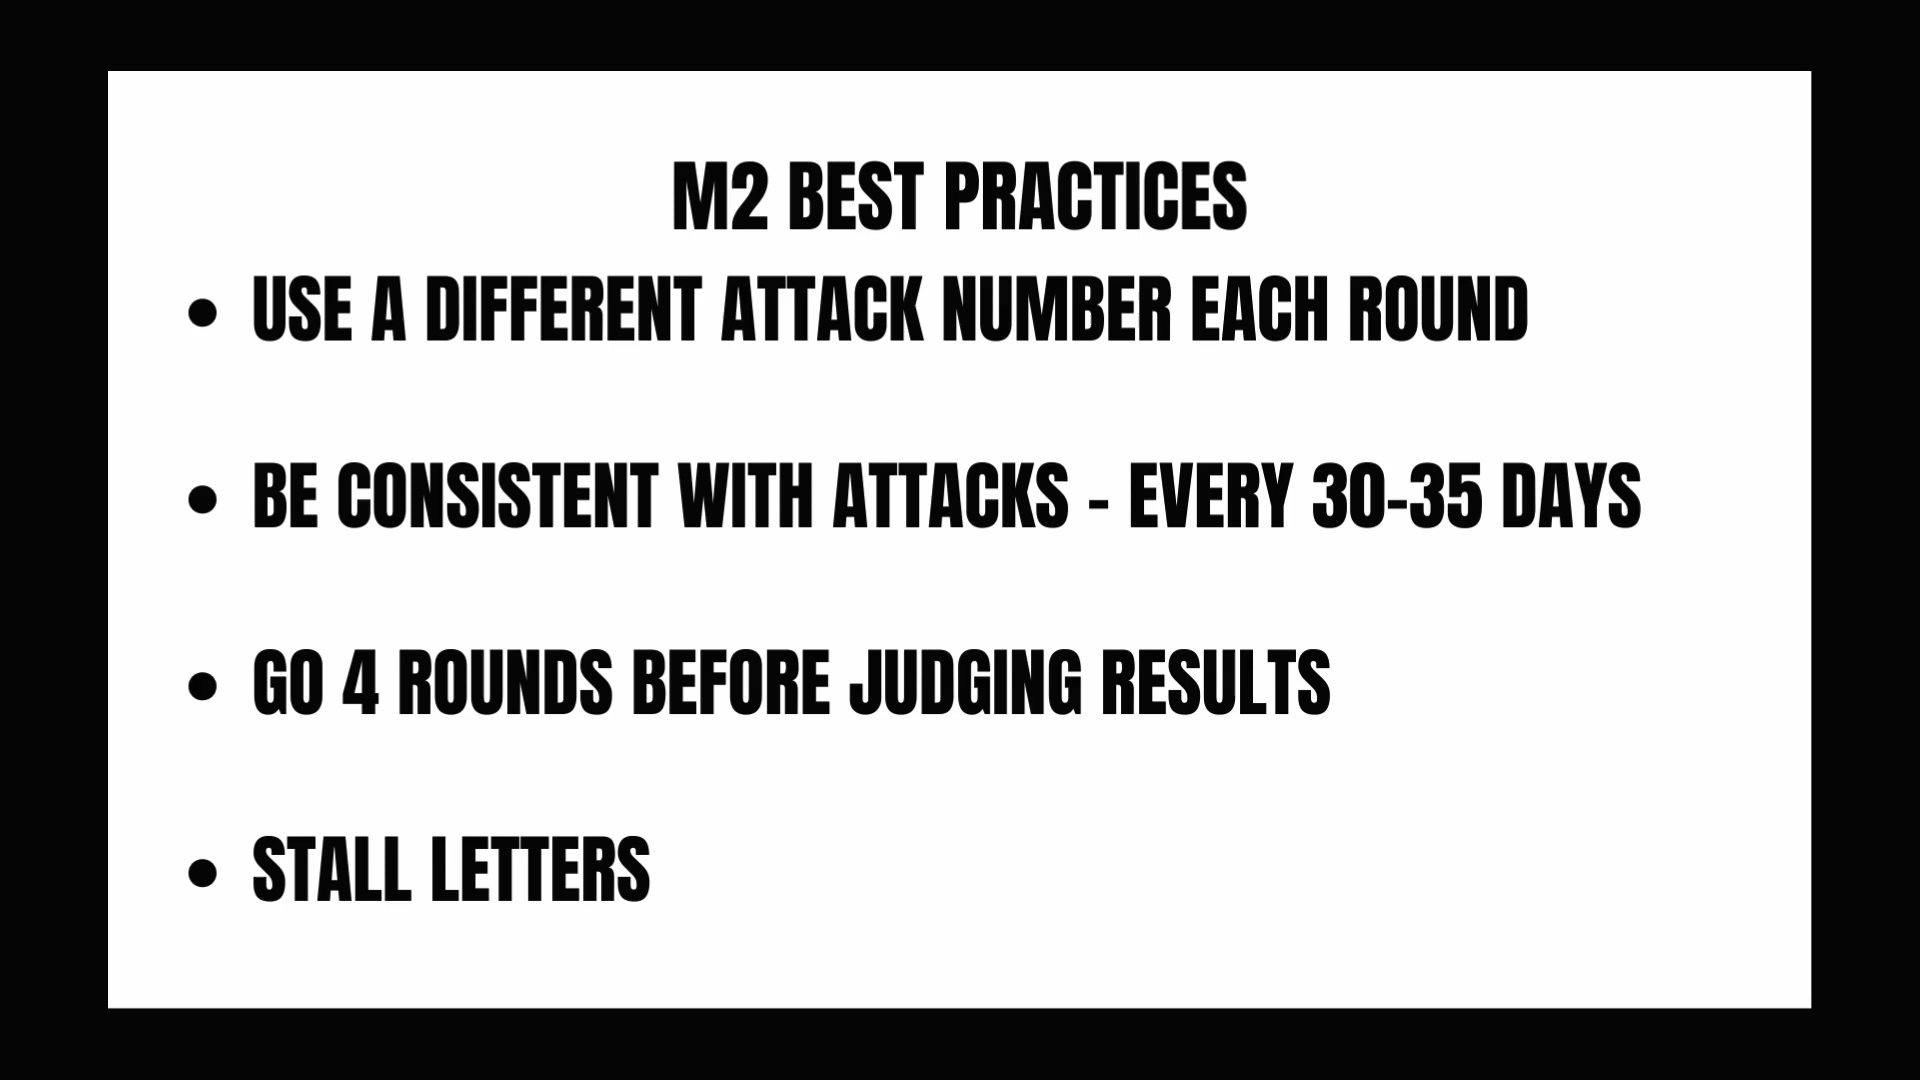 M2 BEST PRACTICES
• USE A DIFFERENT ATTACK NUMBER EACH ROUND
• BE CONSISTENT WITH ATTACKS - EVERY 30-35 DAYS
• GO 4 ROUNDS BEFORE JUDGING RESULTS
• STALL LETTERS